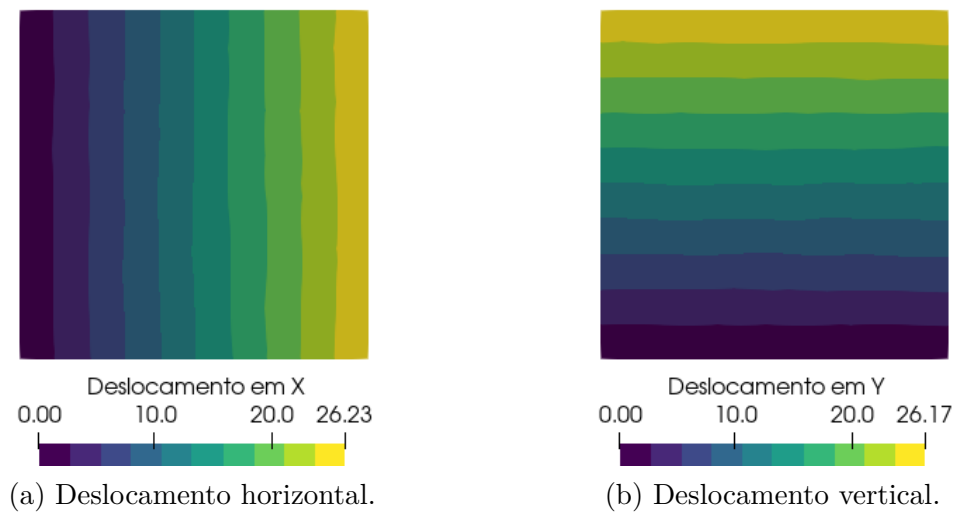 Deslocamento em X
0.00 10.0 20.0 26.23
(a) Deslocamento horizontal.
Deslocamento em Y
0.00 10.0 20.0 26.17
(b) Deslocamento vertical.